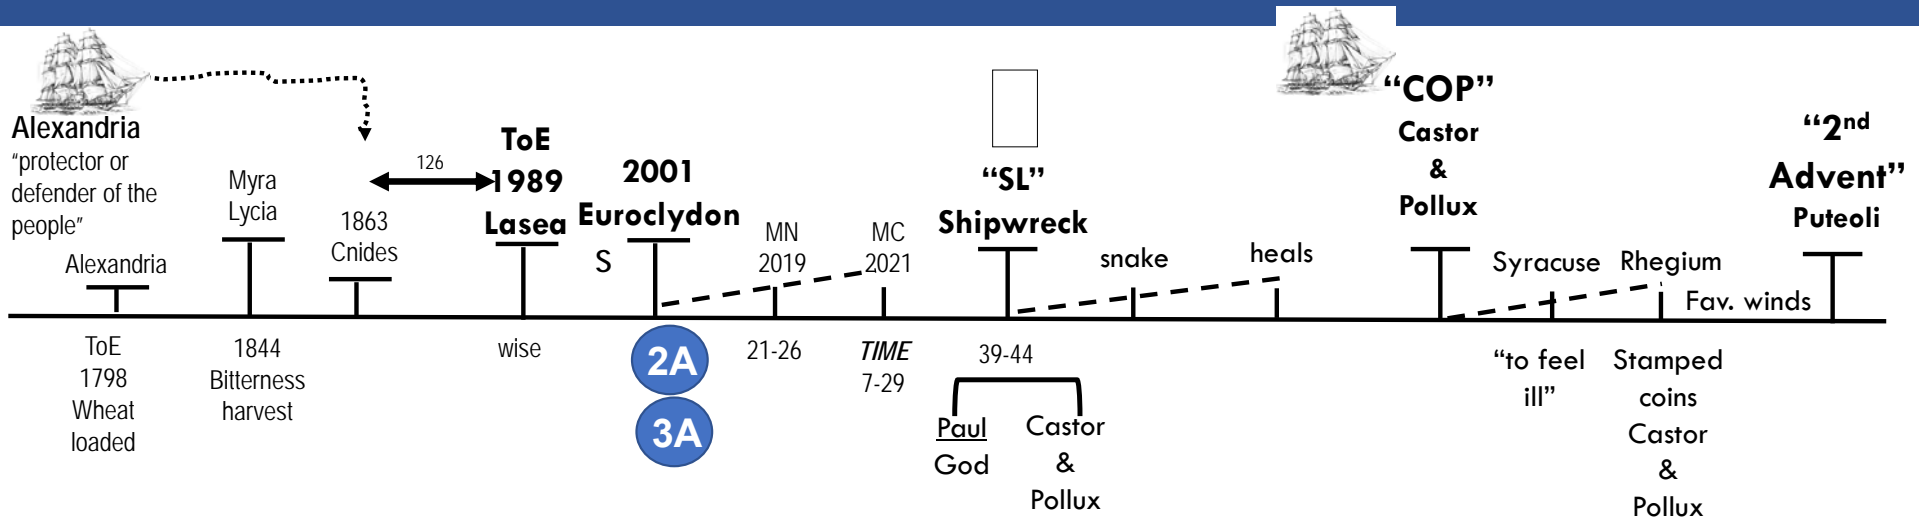 Alexandria
"protector or
defender of the
people"
Alexandria
ToE
1798
Wheat
loaded
Myra
Lycia
1844
Bitterness
harvest
1863
Cnides
126
ToE
1989
Lasea
wise
2001
Euroclydon
S
2A
3A
MN
2019
21-26
MC
2021
TIME
7-29
“SL”
Shipwreck
39-44
Paul
God
Castor
&
Pollux
snake
heals
“COP”
Castor
&
Pollux
Syracuse
“to feel
ill”
Rhegium
Stamped
coins
Castor
&
Pollux
Fav. winds
“2nd
Advent”
Puteoli